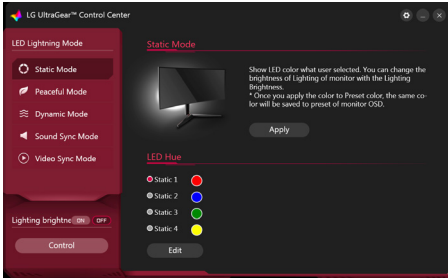 LG UltraGear™ Control Center
LED Lightning Mode
Static Mode
Peaceful Mode
Dynamic Mode
Sound Sync Mode
Video Sync Mode
Lighting brightne ON OFF
Control
Static Mode
Show LED color what user selected. You can change the
brightness of Lighting of monitor with the Lighting
Brightness.
* Once you apply the color to Preset color, the same co-
lor will be saved to preset of monitor OSD.
Apply
LED Hue
Static 1
Static 2
Static 3
Static 4
Edit